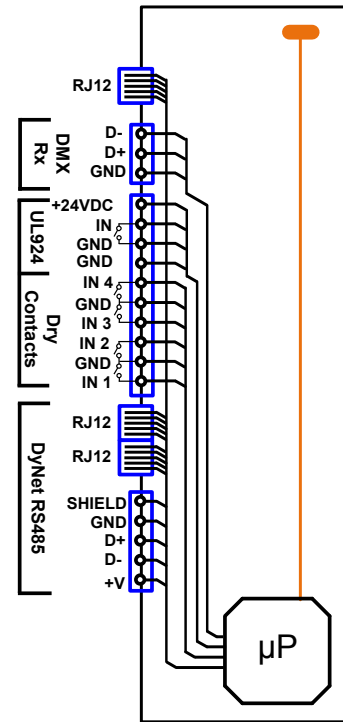 RJ12
DMX
Rx
D-
D+
GND
UL924
+24VDC
IN
GND
GND
Dry
Contacts
IN 4
GND
IN 3
IN 2
GND
IN 1
DyNet RS485
RJ12
RJ12
SHIELD
GND
D+
D-
+V
µP